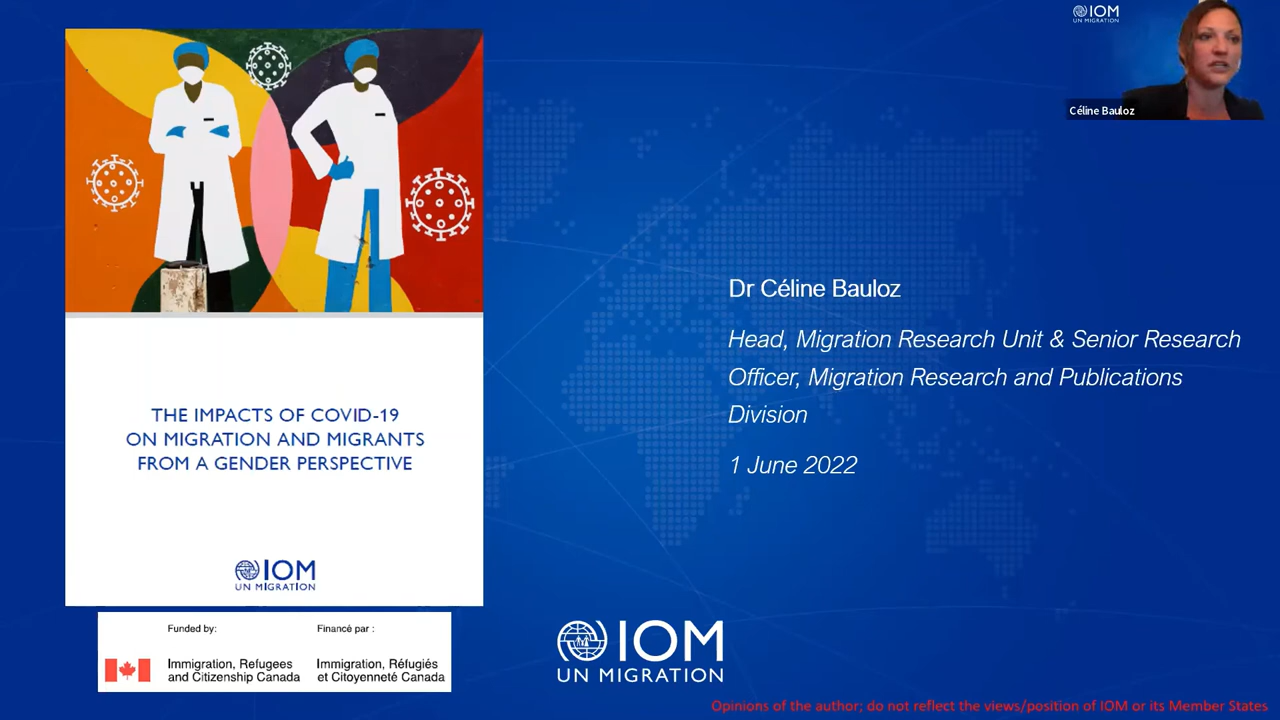 IOM
UN MIGRATION
Céline Bauloz
Dr Céline Bauloz
Head, Migration Research Unit & Senior Research
Officer, Migration Research and Publications
Division
1 June 2022
THE IMPACTS OF COVID-19
ON MIGRATION AND MIGRANTS
FROM A GENDER PERSPECTIVE
IOM
UN MIGRATION
Funded by:
Financé par :
Immigration, Refugees
and Citizenship Canada
Immigration, Réfugiés
et Citoyenneté Canada
IOM
UN MIGRATION
Opinions of the author; do not reflect the views/position of IOM or its Member States